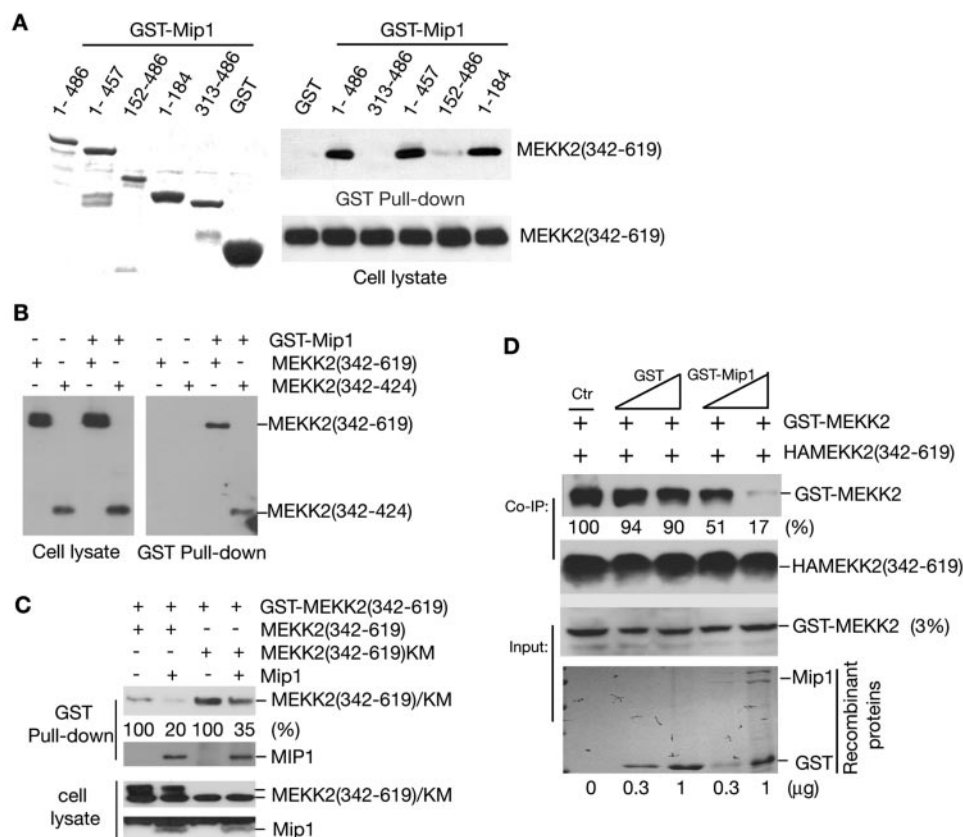 A
GST-Mip1
1- 486
1- 457
152-486
1-184
313-486
GST
GST-Mip1
GST
1- 486
313-486
1- 457
152-486
1-184
MEKK2(342-619)
GST Pull-down
MEKK2(342-619)
Cell lystate
B
- - + + - - + + GST-Mip1
+ - + - + - + - MEKK2(342-619)
- + - + - + - + MEKK2(342-424)
MEKK2(342-619)
MEKK2(342-424)
Cell lysate GST Pull-down
C
+ + + + GST-MEKK2(342-619)
+ + - - MEKK2(342-619)
- - + + MEKK2(342-619)KM
- + - + Mip1
GST Pull-down
MEKK2(342-619)/KM
100 20 100 35 (%)
MIP1
cell lysate
MEKK2(342-619)/KM
Mip1
D
Ctr GST GST-Mip1
+ + + + + GST-MEKK2
+ + + + + HAMEKK2(342-619)
Co-IP:
GST-MEKK2
100 94 90 51 17 (%)
HAMEKK2(342-619)
Input:
GST-MEKK2 (3%)
Mip1
GST
Recombinant
proteins
0 0.3 1 0.3 1 (μg)